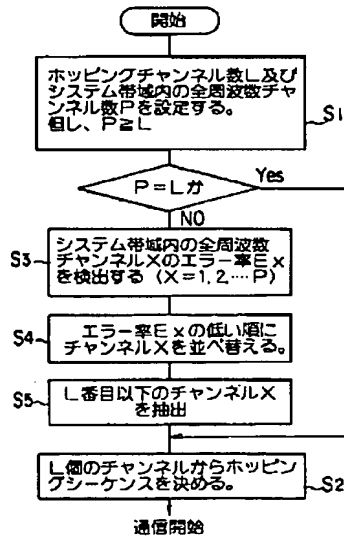 開始
ホッピングチャンネル数L及び
システム帯域内の全周波数チャ
ンネル数Pを設定する。
但し、P≧L
S1
P=Lか
Yes
NO
システム帯域内の全周波数
チャンネルXのエラー率Ex
を検出する (X=1,2,…P)
S3
エラー率Exの低い順に
チャンネルXを並べ替える。
S4
L番目以下のチャンネルX
を抽出
S5
L個のチャンネルからホッピン
グシーケンスを決める。
S2
通信開始